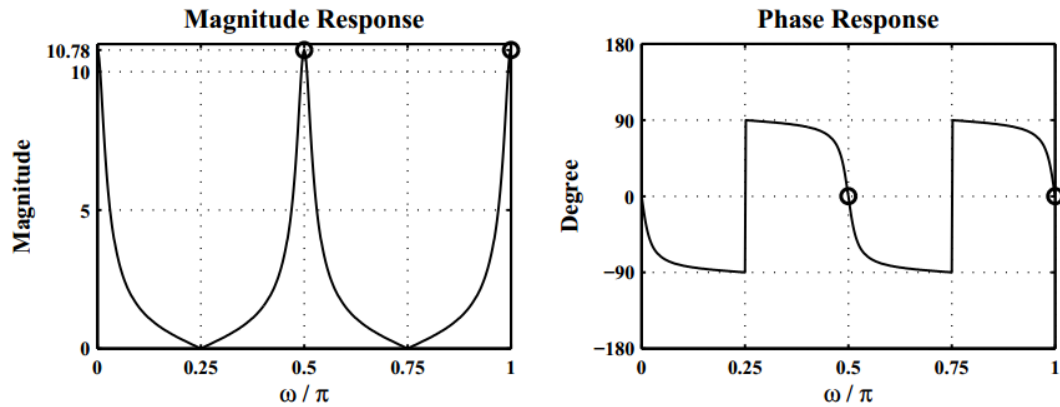 Magnitude Response
Magnitude
10.78
10
5
0
0 0.25 0.5 0.75 1
ω / π
Phase Response
Degree
180
90
0
−90
−180
0 0.25 0.5 0.75 1
ω / π